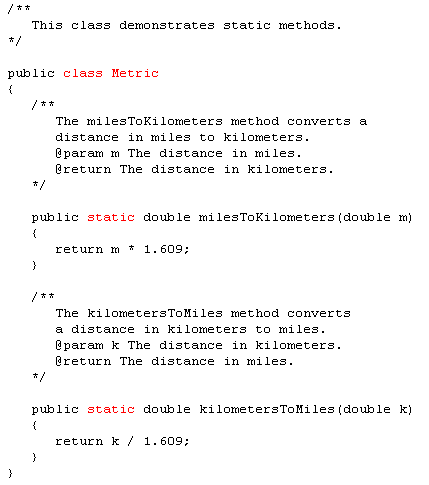 /**
   This class demonstrates static methods.
*/
public class Metric
{
   /**
      The milesToKilometers method converts a
      distance in miles to kilometers.
      @param m The distance in miles.
      @return The distance in kilometers.
   */
   public static double milesToKilometers(double m)
   {
      return m * 1.609;
   }
   /**
      The kilometersToMiles method converts
      a distance in kilometers to miles.
      @param k The distance in kilometers.
      @return The distance in miles.
   */
   public static double kilometersToMiles(double k)
   {
      return k / 1.609;
   }
}